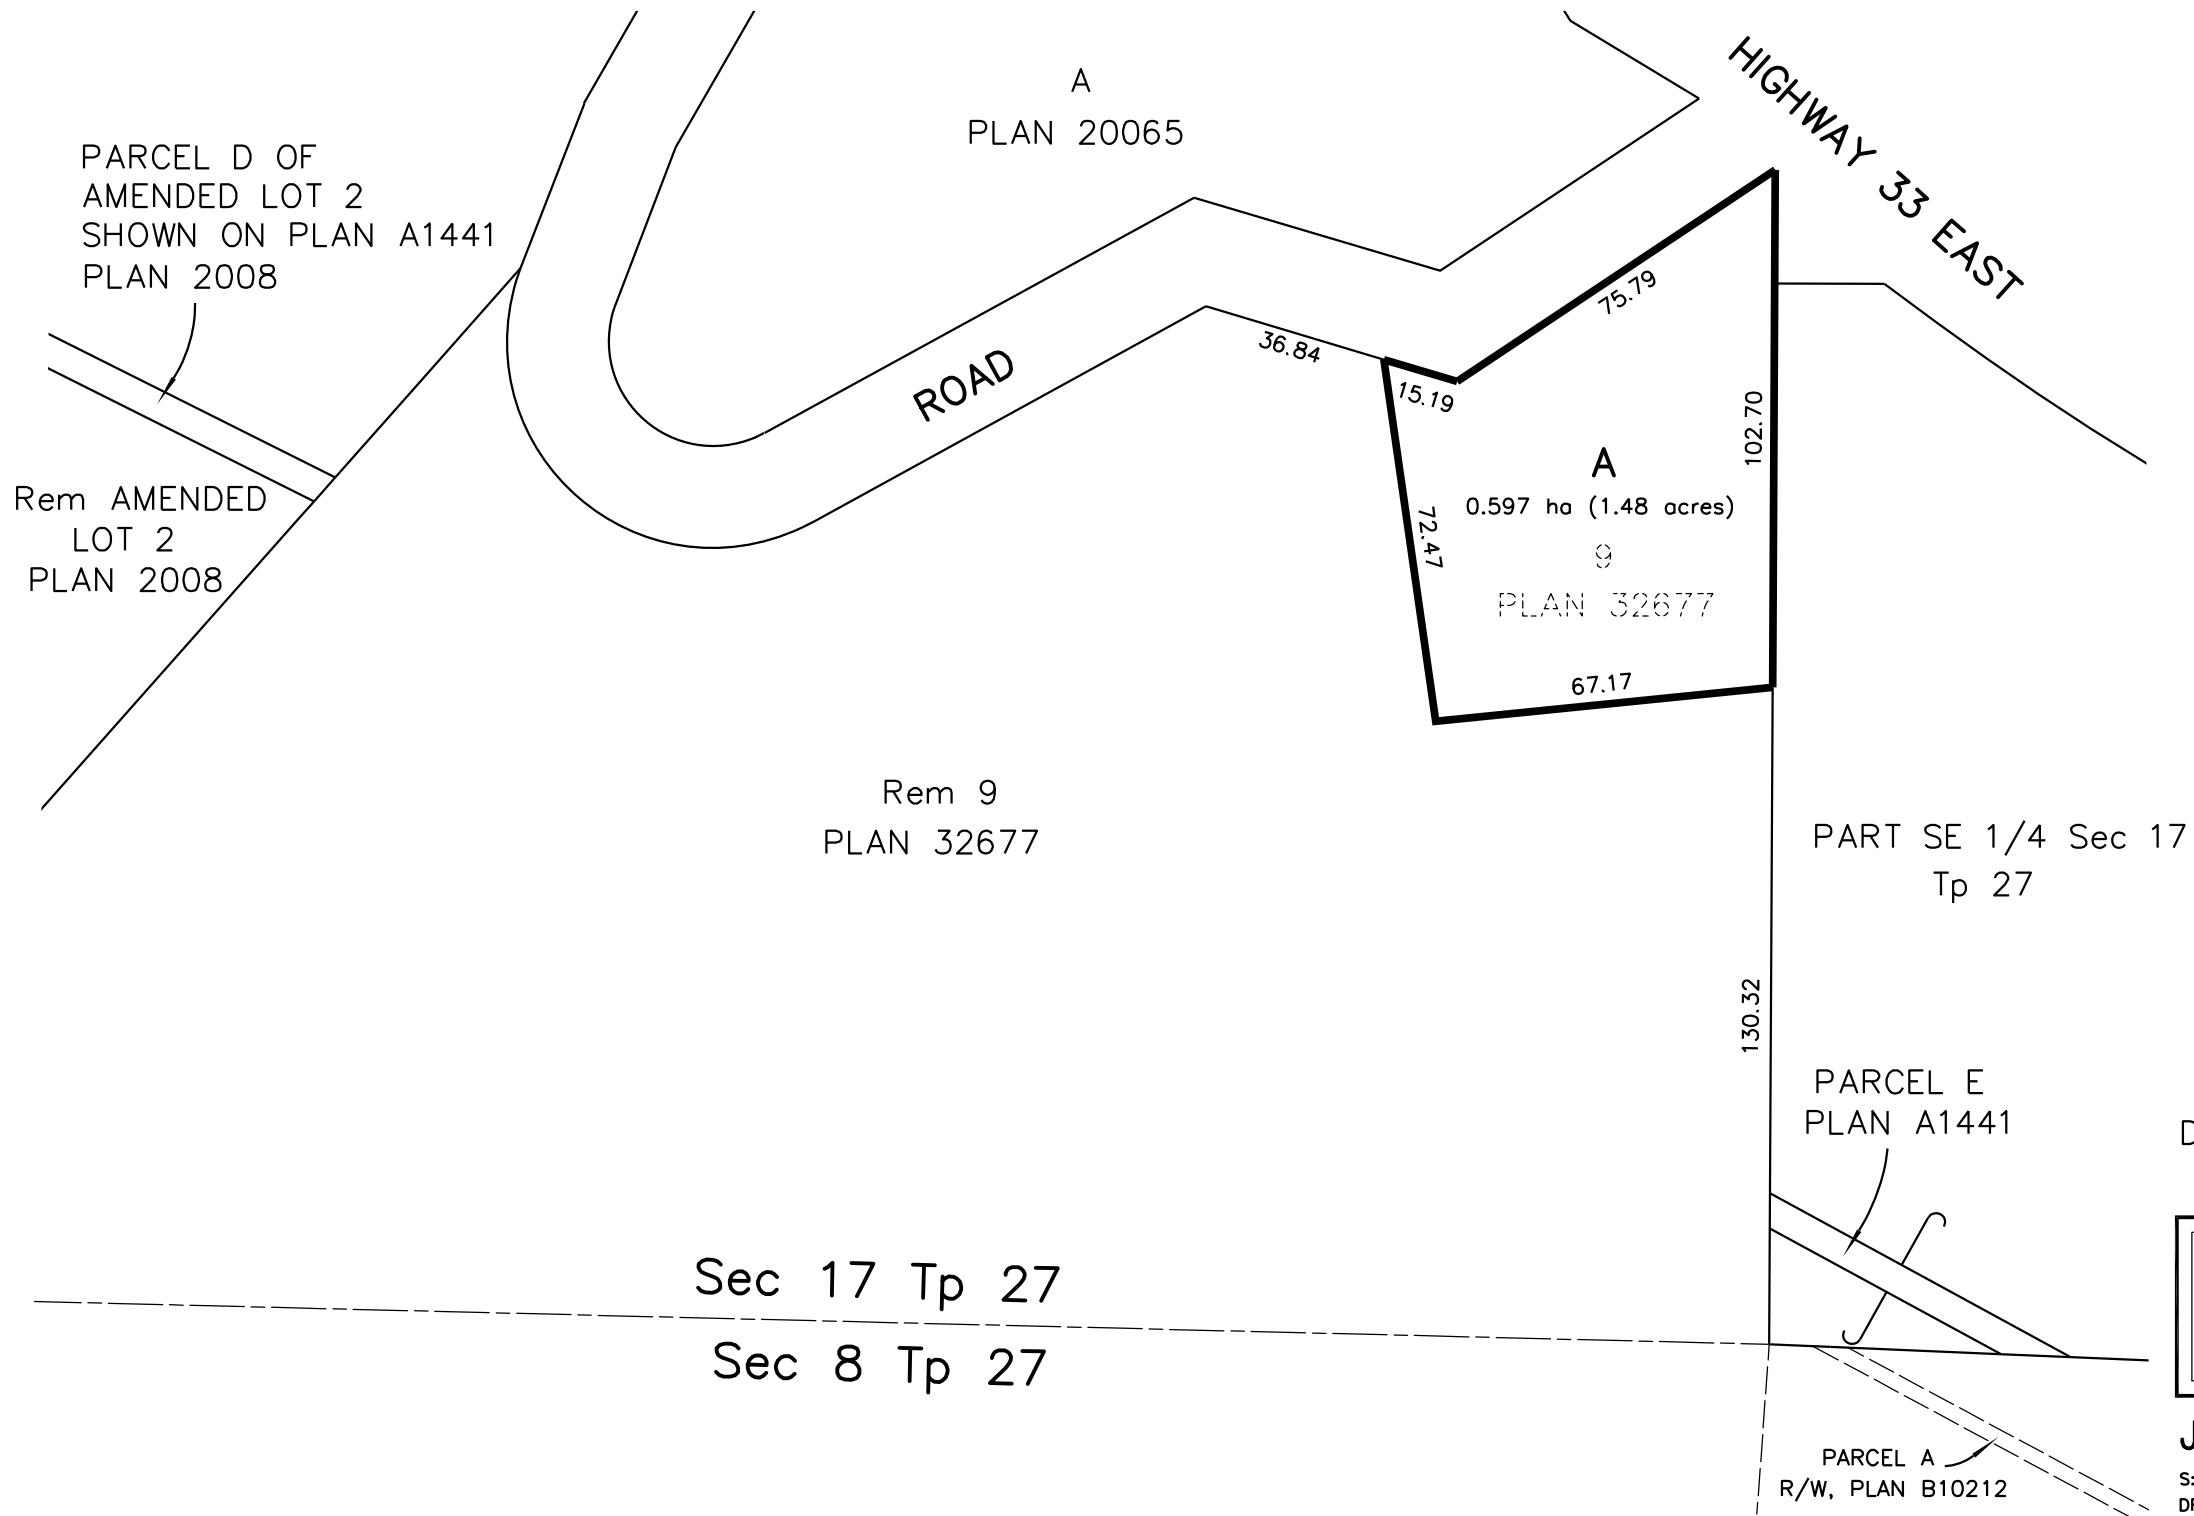 HIGHWAY 33 EAST
A
PLAN 20065
PARCEL D OF
AMENDED LOT 2
SHOWN ON PLAN A1441
PLAN 2008
75.79
36.84
ROAD
15.19
102.70
A
0.597 ha (1.48 acres)
9
PLAN 32677
72.47
Rem AMENDED
LOT 2
PLAN 2008
67.17
Rem 9
PLAN 32677
PART SE 1/4 Sec 17
Tp 27
130.32
PARCEL E
PLAN A1441
Sec 17 Tp 27
Sec 8 Tp 27
PARCEL A
R/W, PLAN B10212